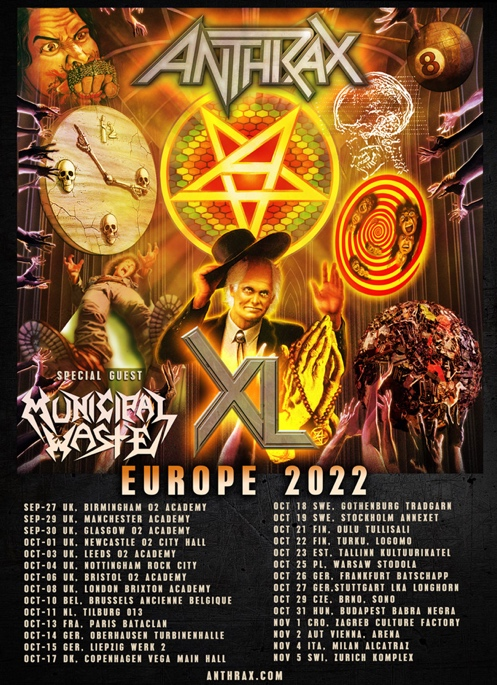 ANTHRAX
8
12
SPECIAL GUEST
MUNICIPAL
WASTE
XL
EUROPE 2022
SEP-27 UK, BIRMINGHAM O2 ACADEMY
SEP-29 UK, MANCHESTER ACADEMY
SEP-30 UK, GLASGOW O2 ACADEMY
OCT-01 UK, NEWCASTLE O2 CITY HALL
OCT-03 UK, LEEDS O2 ACADEMY
OCT-04 UK, NOTTINGHAM ROCK CITY
OCT-06 UK, BRISTOL O2 ACADEMY
OCT-08 UK, LONDON BRIXTON ACADEMY
OCT-10 BEL, BRUSSELS ANCIENNE BELGIQUE
OCT-11 NL, TILBURG 013
OCT-13 FRA, PARIS BATACLAN
OCT-14 GER, OBERHAUSEN TURBINENHALLE
OCT-15 GER, LIEPZIG WERK 2
OCT-17 DK, COPENHAGEN VEGA MAIN HALL
OCT 18 SWE, GOTHENBURG TRADGARN
OCT 19 SWE, STOCKHOLM ANNEXET
OCT 21 FIN, OULU TULLISALI
OCT 22 FIN, TURKU, LOGOMO
OCT 23 EST, TALLINN KULTUURIKATEL
OCT 25 PL, WARSAW STODOLA
OCT 26 GER, FRANKFURT BATSCHAPP
OCT 27 GER,STUTTGART LKA LONGHORN
OCT 29 CZE, BRNO, SONO
OCT 31 HUN, BUDAPEST BABRA NEGRA
NOV 1 CRO, ZAGREB CULTURE FACTORY
NOV 2 AUT VIENNA, ARENA
NOV 4 ITA, MILAN ALCATRAZ
NOV 5 SWI, ZURICH KOMPLEX
ANTHRAX.COM